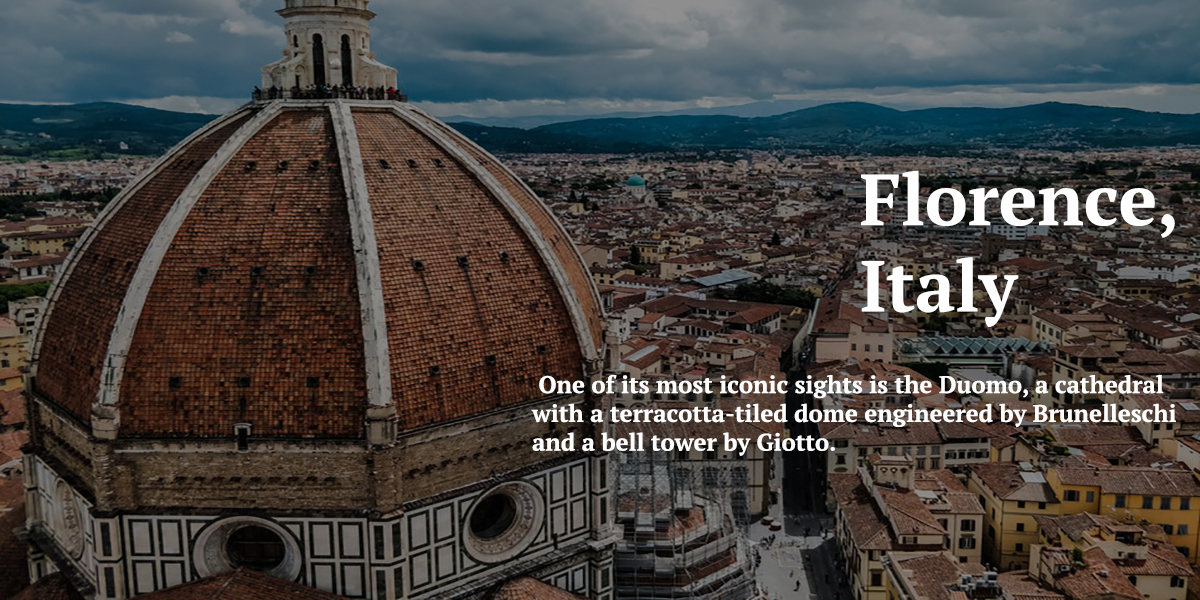 Florence,
Italy
One of its most iconic sights is the Duomo, a cathedral
with a terracotta-tiled dome engineered by Brunelleschi
and a bell tower by Giotto.